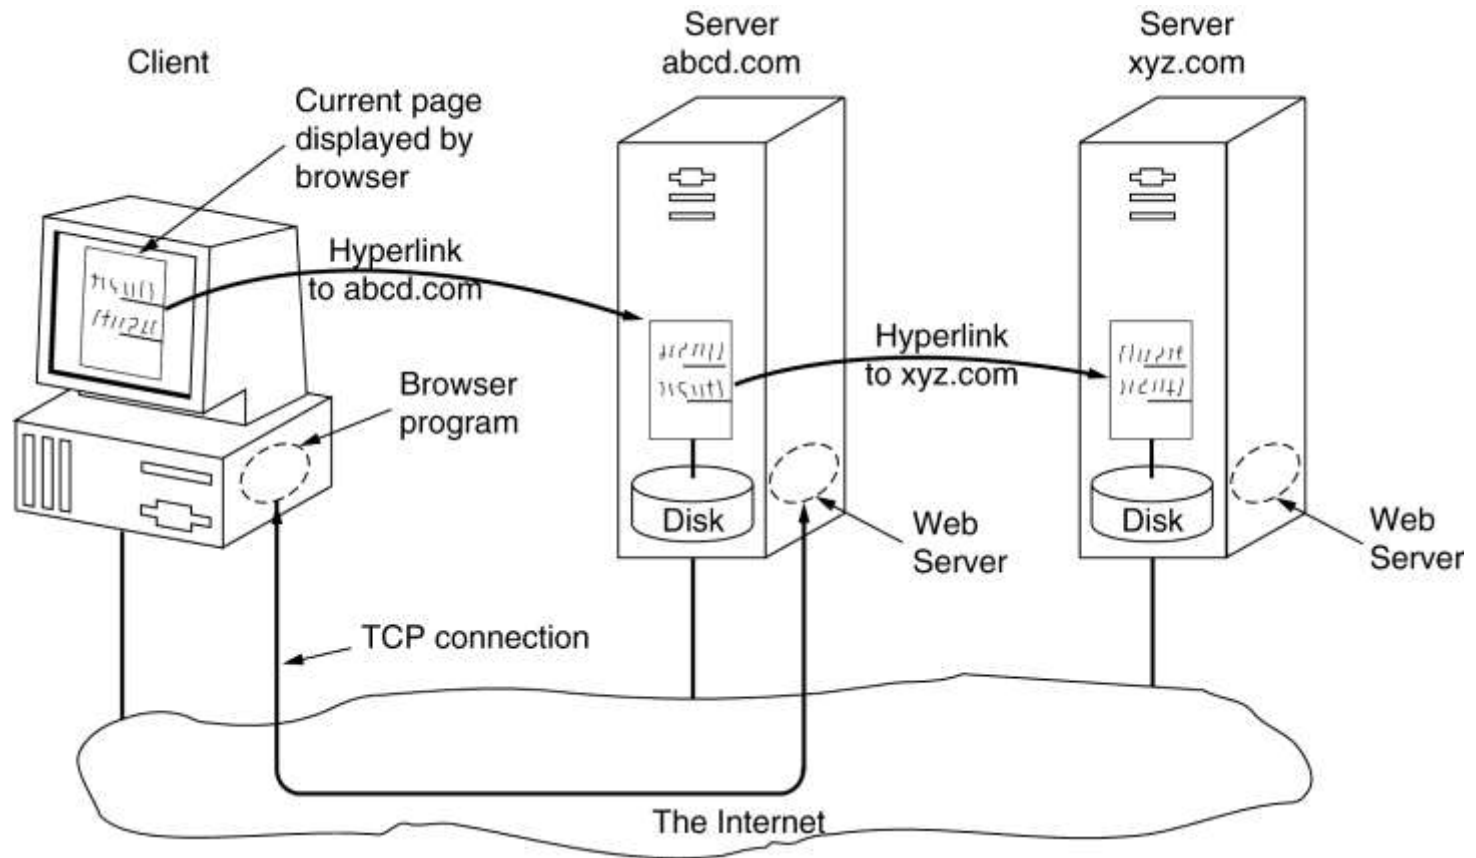 Client
Server
abcd.com
Server
xyz.com
Current page
displayed by
browser
Hyperlink
to abcd.com
Hyperlink
to xyz.com
Browser
program
Disk
Web
Server
Disk
Web
Server
TCP connection
The Internet